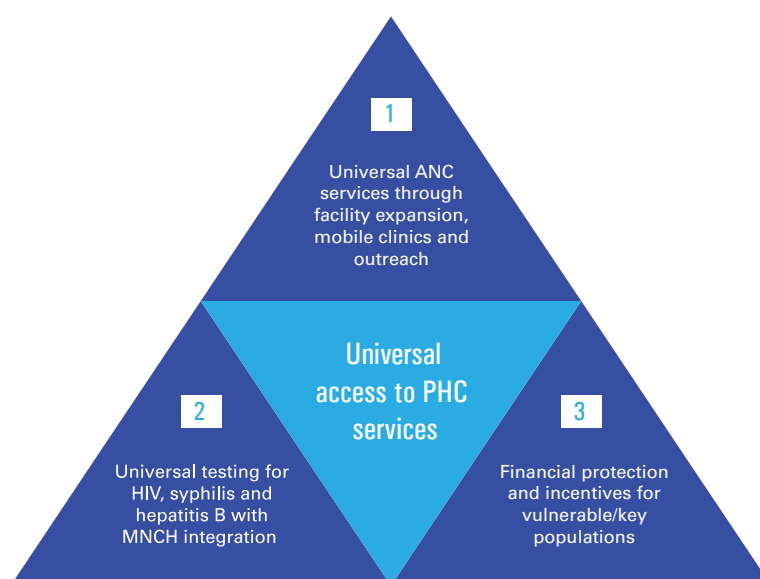 1
Universal ANC
services through
facility expansion,
mobile clinics and
outreach
Universal
access to PHC
services
2
Universal testing for
HIV, syphilis and
hepatitis B with
MNCH integration
3
Financial protection
and incentives for
vulnerable/key
populations